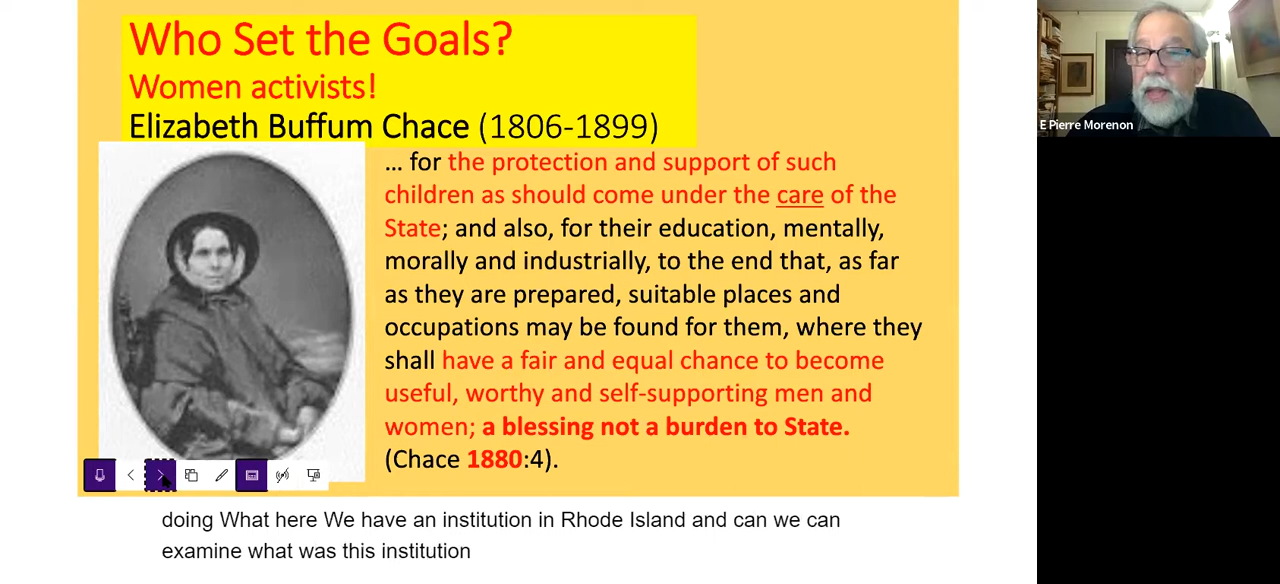 Who Set the Goals?
Women activists!
Elizabeth Buffum Chace (1806-1899)
... for the protection and support of such
children as should come under the care of the
State; and also, for their education, mentally,
morally and industrially, to the end that, as far
as they are prepared, suitable places and
occupations may be found for them, where they
shall have a fair and equal chance to become
useful, worthy and self-supporting men and
women; a blessing not a burden to State.
(Chace 1880:4).
doing What here We have an institution in Rhode Island and can we can
examine what was this institution
E Pierre Morenon